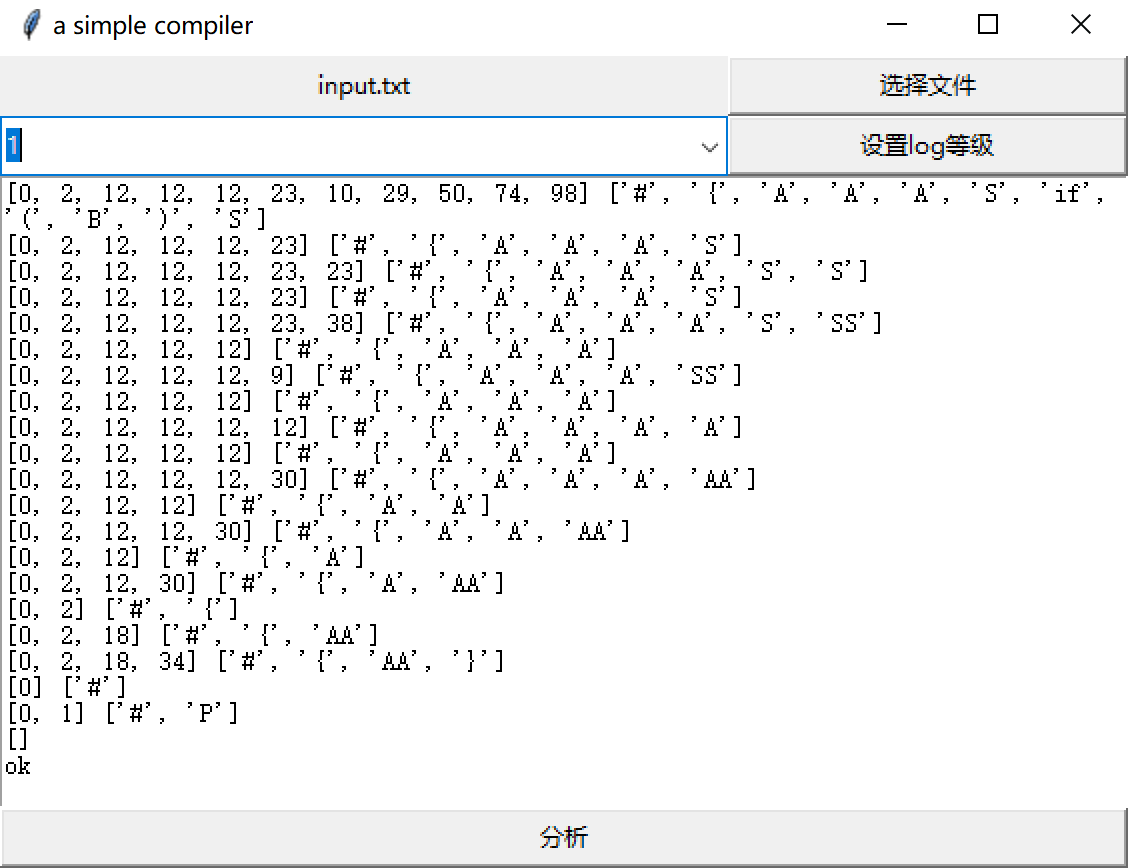 a simple compiler
input.txt
选择文件
1
设置log等级
[0, 2, 12, 12, 12, 23, 10, 29, 50, 74, 98] ['#', '{', 'A', 'A', 'A', 'S', 'if',
'(', 'B', ')', 'S']
[0, 2, 12, 12, 12, 23] ['#', '{', 'A', 'A', 'A', 'S']
[0, 2, 12, 12, 12, 23, 23] ['#', '{', 'A', 'A', 'A', 'S', 'S']
[0, 2, 12, 12, 12, 23] ['#', '{', 'A', 'A', 'A', 'S']
[0, 2, 12, 12, 12, 23, 38] ['#', '{', 'A', 'A', 'A', 'S', 'SS']
[0, 2, 12, 12, 12] ['#', '{', 'A', 'A', 'A']
[0, 2, 12, 12, 12, 9] ['#', '{', 'A', 'A', 'A', 'SS']
[0, 2, 12, 12, 12] ['#', '{', 'A', 'A', 'A']
[0, 2, 12, 12, 12, 12] ['#', '{', 'A', 'A', 'A', 'A']
[0, 2, 12, 12, 12] ['#', '{', 'A', 'A', 'A']
[0, 2, 12, 12, 12, 30] ['#', '{', 'A', 'A', 'A', 'AA']
[0, 2, 12, 12] ['#', '{', 'A', 'A']
[0, 2, 12, 12, 30] ['#', '{', 'A', 'A', 'AA']
[0, 2, 12] ['#', '{', 'A']
[0, 2, 12, 30] ['#', '{', 'A', 'AA']
[0, 2] ['#', '{']
[0, 2, 18] ['#', '{', 'AA']
[0, 2, 18, 34] ['#', '{', 'AA', '}']
[0] ['#']
[0, 1] ['#', 'P']
[]
ok
分析